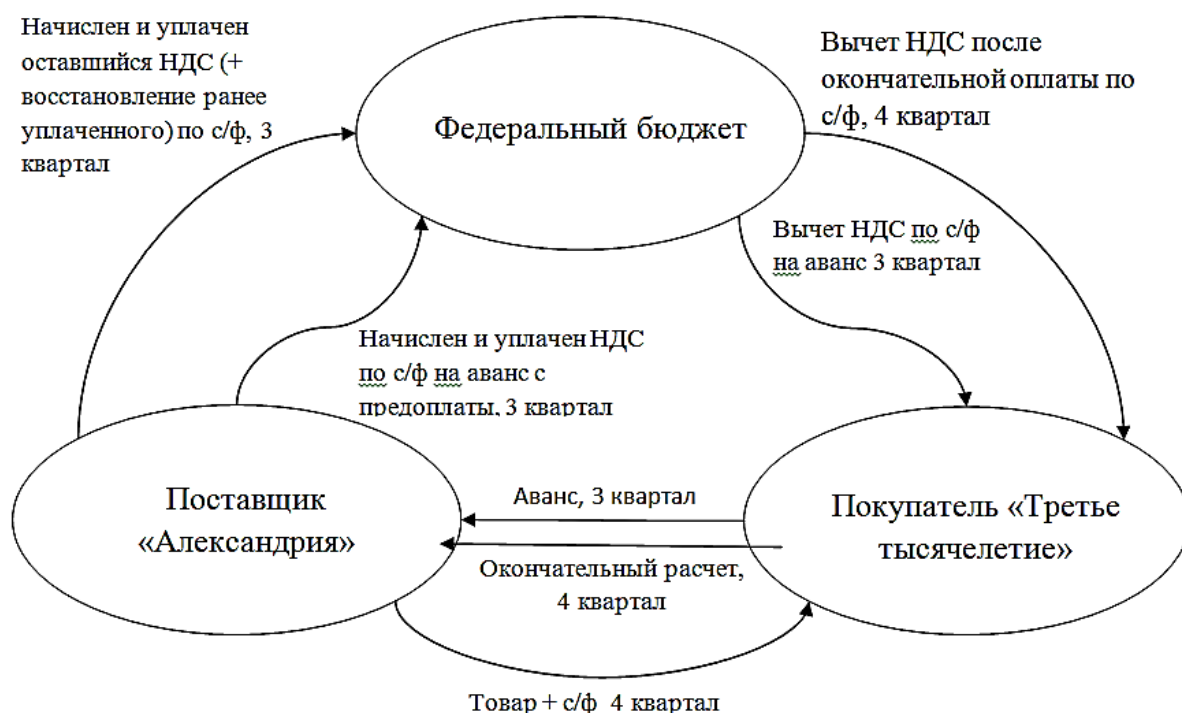 Начислен и уплачен
оставшийся НДС (+
восстановление ранее
уплаченного) по с/ф, 3
квартал
Вычет НДС после
окончательной оплаты по
с/ф, 4 квартал
Федеральный бюджет
Вычет НДС по с/ф
на аванс 3 квартал
Начислен и уплачен НДС
по с/ф на аванс с
предоплаты, 3 квартал
Поставщик
«Александрия»
Аванс, 3 квартал
Окончательный расчет,
4 квартал
Покупатель «Третье
тысячелетие»
Товар + с/ф 4 квартал